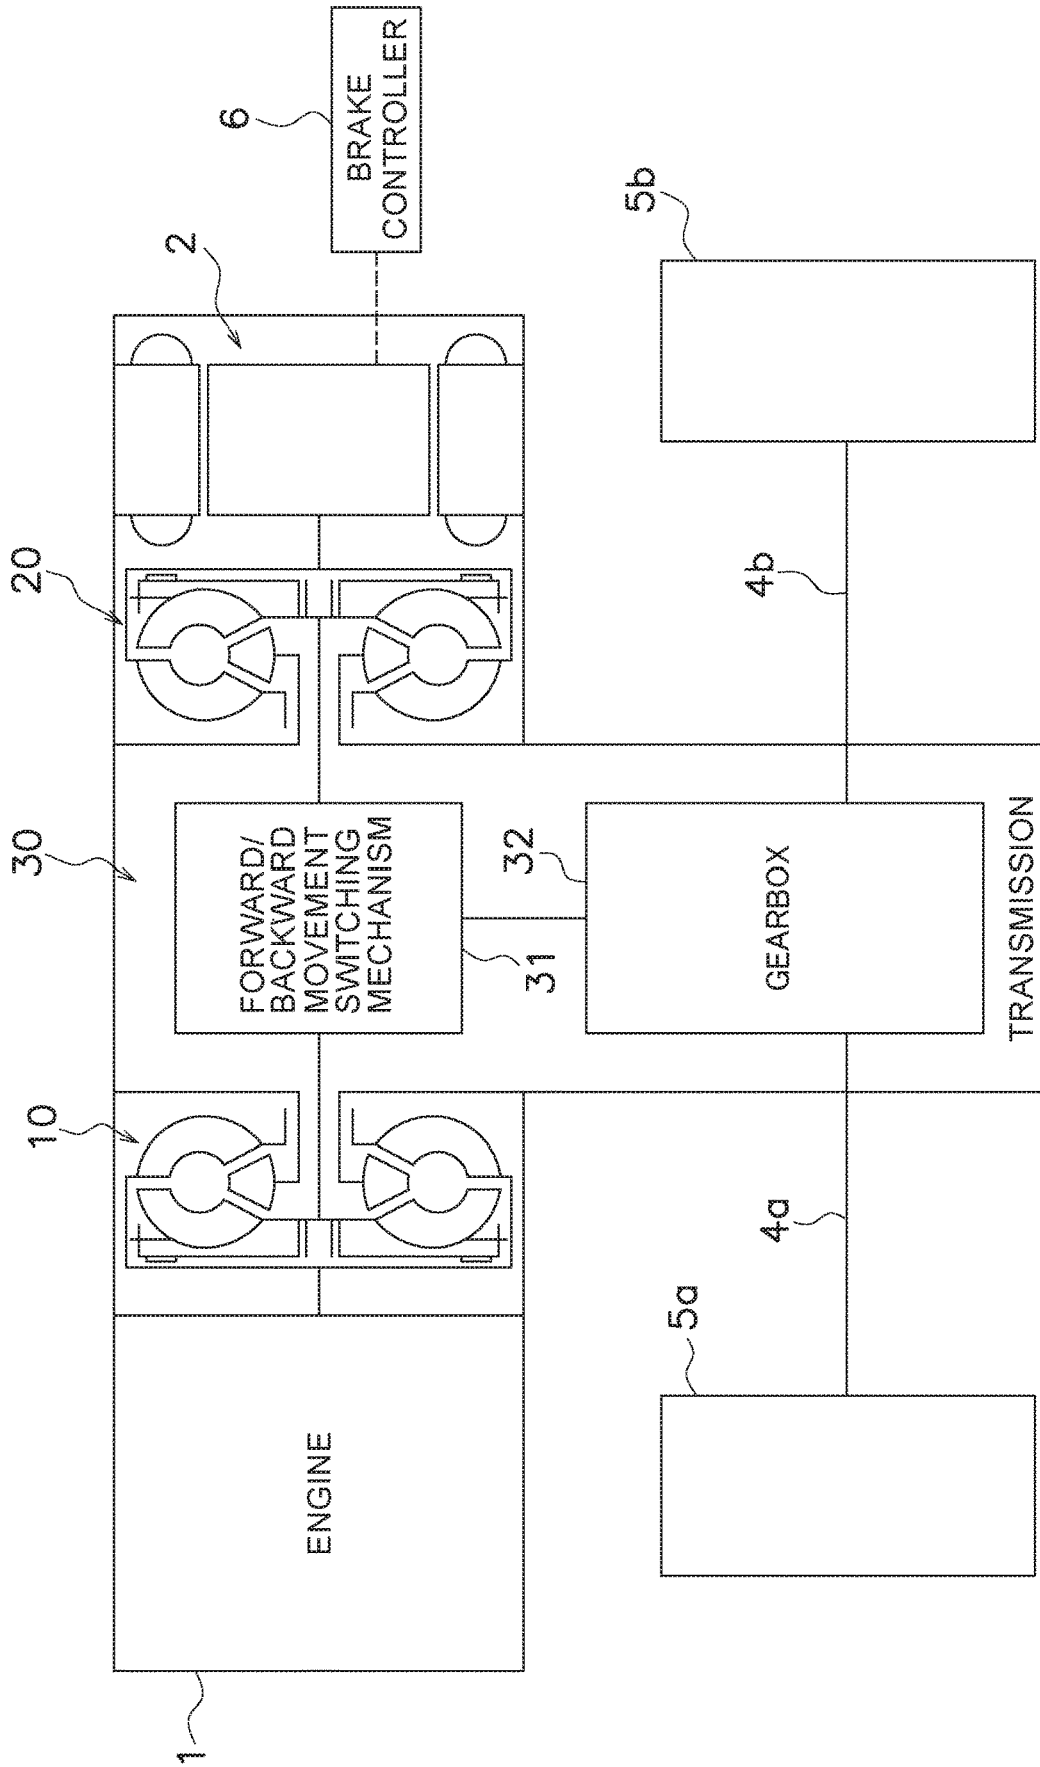 6
BRAKE
CONTROLLER
2
5b
20
4b
30
FORWARD/
BACKWARD
MOVEMENT
SWITCHING
MECHANISM
31
32
GEARBOX
TRANSMISSION
10
4a
5a
ENGINE
1